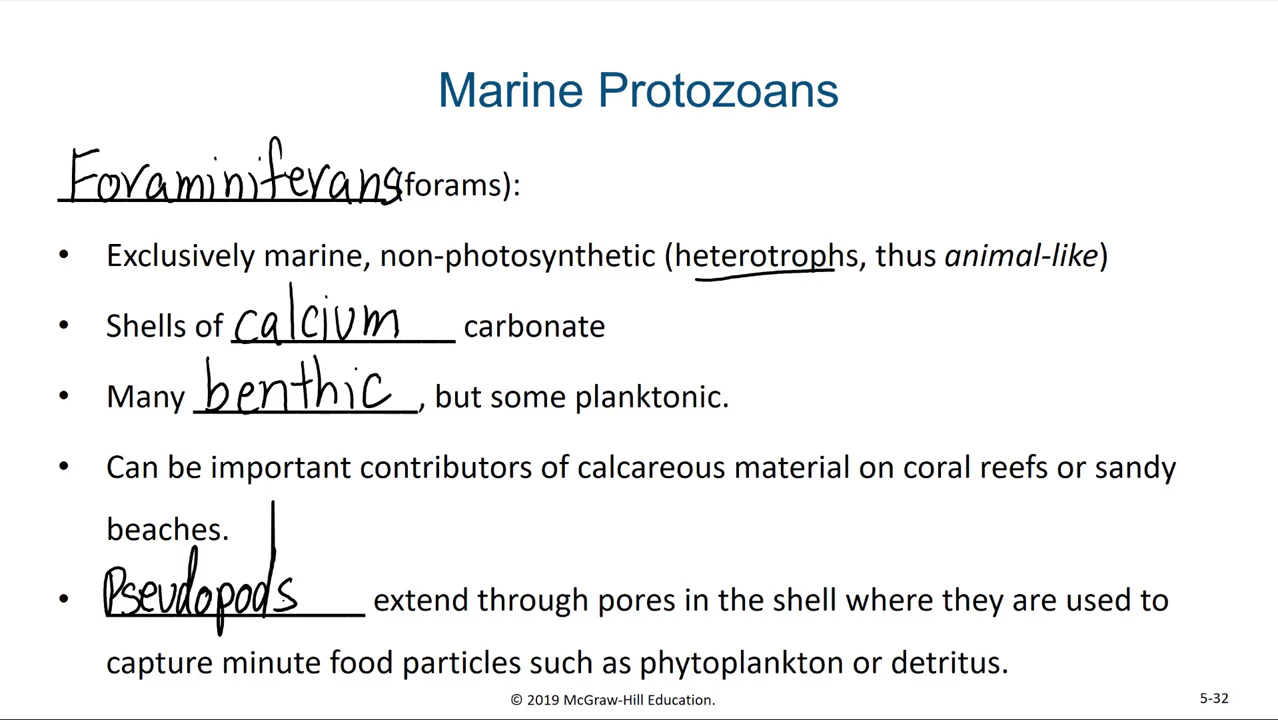 Marine Protozoans
Foraminiferans (forams):
• Exclusively marine, non-photosynthetic (heterotrophs, thus animal-like)
• Shells of calcium carbonate
• Many benthic, but some planktonic.
• Can be important contributors of calcareous material on coral reefs or sandy
beaches.
• Pseudopods extend through pores in the shell where they are used to
capture minute food particles such as phytoplankton or detritus.
© 2019 McGraw-Hill Education.
5-32